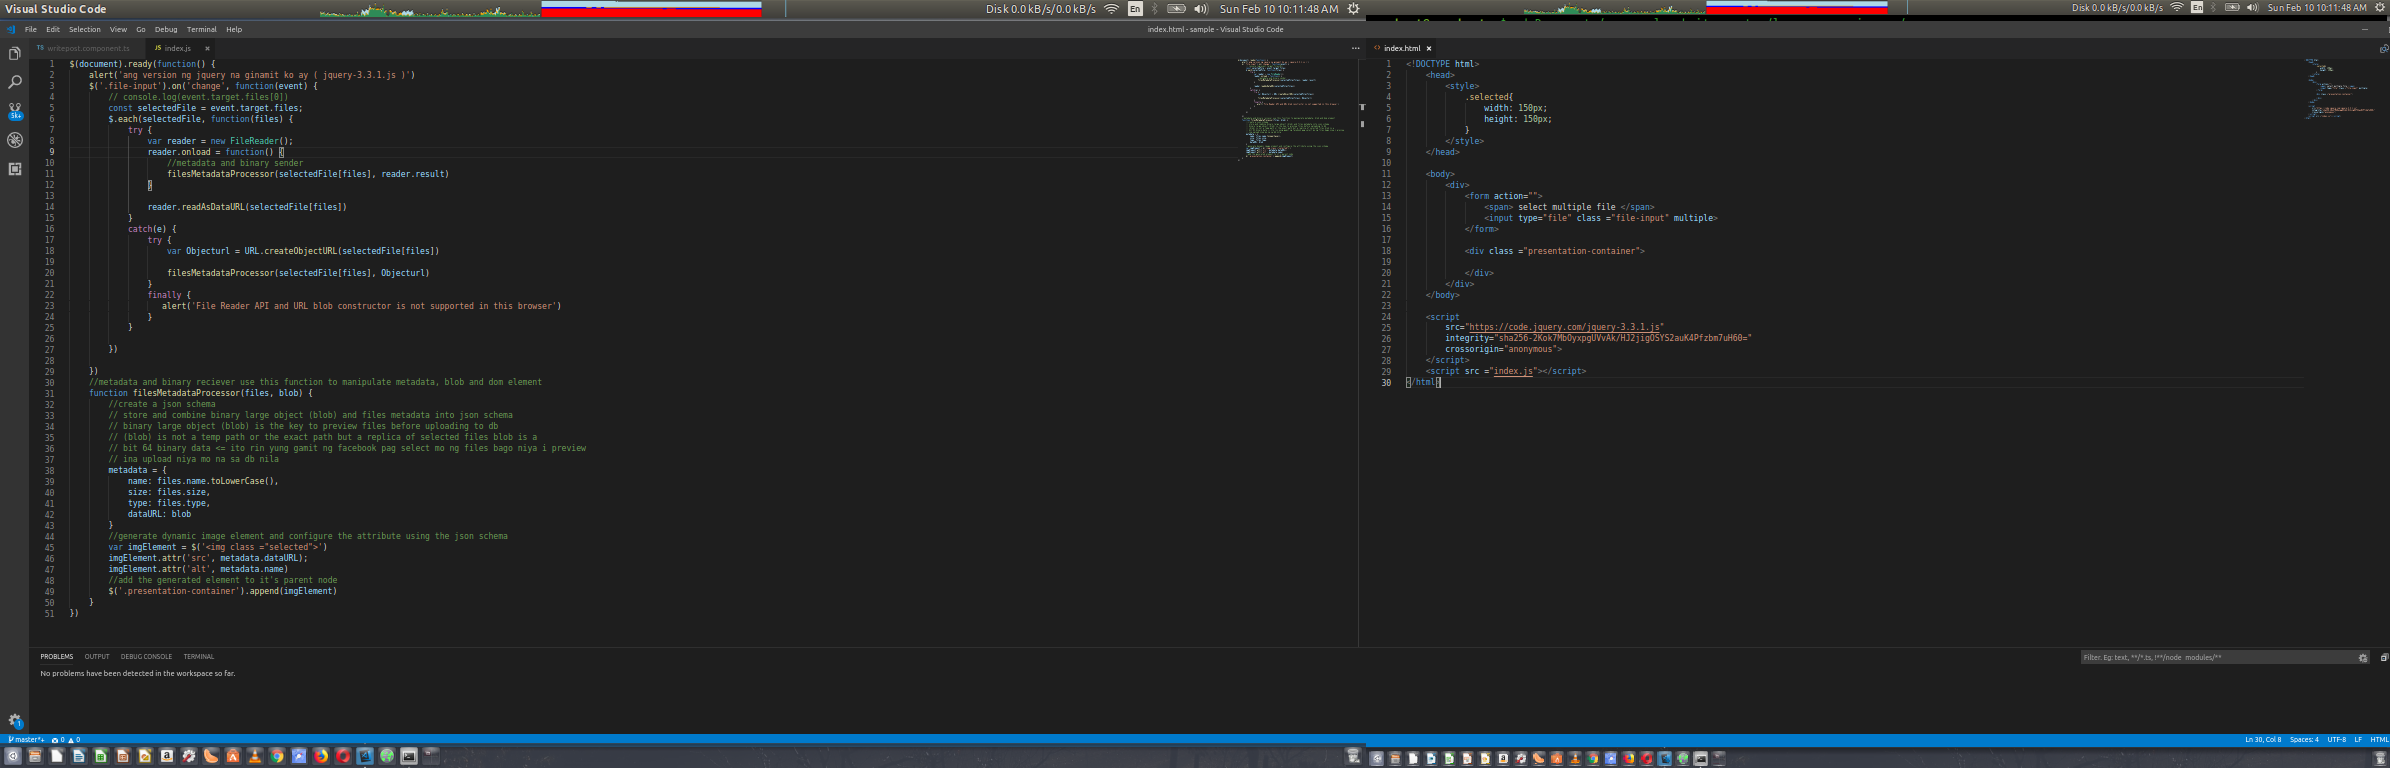 Visual Studio Code
Disk 0.0 kB/s/0.0 kB/s En Sun Feb 10 10:11:48 AM
Disk 0.0 kB/s/0.0 kB/s En Sun Feb 10 10:11:48 AM
File Edit Selection View Go Debug Terminal Help
index.html - sample - Visual Studio Code
TS writepost.component.ts JS index.js ×
5k+
1 $(document).ready(function() {
2 alert('ang version ng jquery na ginamit ko ay ( jquery-3.3.1.js )')
3 $('.file-input').on('change', function(event) {
4 // console.log(event.target.files[0])
5 const selectedFile = event.target.files;
6 $.each(selectedFile, function(files) {
7 try {
8 var reader = new FileReader();
9 reader.onload = function() {
10 //metadata and binary sender
11 filesMetadataProcessor(selectedFile[files], reader.result)
12 }
13
14 reader.readAsDataURL(selectedFile[files])
15 }
16 catch(e) {
17 try {
18 var Objecturl = URL.createObjectURL(selectedFile[files])
19
20 filesMetadataProcessor(selectedFile[files], Objecturl)
21 }
22 finally {
23 alert('File Reader API and URL blob constructor is not supported in this browser')
24 }
25 }
26
27 })
28
29 })
30 //metadata and binary reciever use this function to manipulate metadata, blob and dom element
31 function filesMetadataProcessor(files, blob) {
32 //create a json schema
33 // store and combine binary large object (blob) and files metadata into json schema
34 // binary large object (blob) is the key to preview files before uploading to db
35 // (blob) is not a temp path or the exact path but a replica of selected files blob is a
36 // bit 64 binary data <= ito rin yung gamit ng facebook pag select mo ng files bago niya i preview
37 // ina upload niya mo na sa db nila
38 metadata = {
39 name: files.name.toLowerCase(),
40 size: files.size,
41 type: files.type,
42 dataURL: blob
43 }
44 //generate dynamic image element and configure the attribute using the json schema
45 var imgElement = $('<img class ="selected">')
46 imgElement.attr('src', metadata.dataURL);
47 imgElement.attr('alt', metadata.name)
48 //add the generated element to it's parent node
49 $('.presentation-container').append(imgElement)
50 }
51 })
index.html ×
1 <!DOCTYPE html>
2 <head>
3 <style>
4 .selected{
5 width: 150px;
6 height: 150px;
7 }
8 </style>
9 </head>
10
11 <body>
12 <div>
13 <form action="">
14 <span> select multiple file </span>
15 <input type="file" class ="file-input" multiple>
16 </form>
17
18 <div class ="presentation-container">
19
20 </div>
21 </div>
22 </body>
23
24 <script
25 src="https://code.jquery.com/jquery-3.3.1.js"
26 integrity="sha256-2Kok7MbOyxpgUVvAk/HJ2jigOSYS2auK4Pfzbm7uH60="
27 crossorigin="anonymous">
28 </script>
29 <script src ="index.js"></script>
30 </html>
PROBLEMS OUTPUT DEBUG CONSOLE TERMINAL
Filter. Eg: text, **/*.ts, !**/node_modules/**
No problems have been detected in the workspace so far.
1
master*+ 0 0
Ln 30, Col 8 Spaces: 4 UTF-8 LF HTML